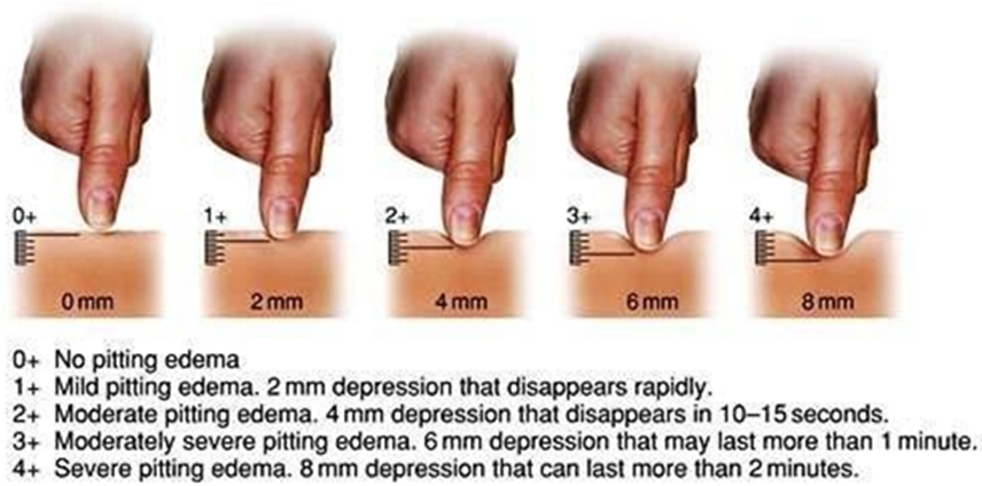 0+ 1+ 2+ 3+ 4+
0 mm 2 mm 4 mm 6 mm 8 mm
0+ No pitting edema
1+ Mild pitting edema. 2 mm depression that disappears rapidly.
2+ Moderate pitting edema. 4 mm depression that disappears in 10–15 seconds.
3+ Moderately severe pitting edema. 6 mm depression that may last more than 1 minute.
4+ Severe pitting edema. 8 mm depression that can last more than 2 minutes.